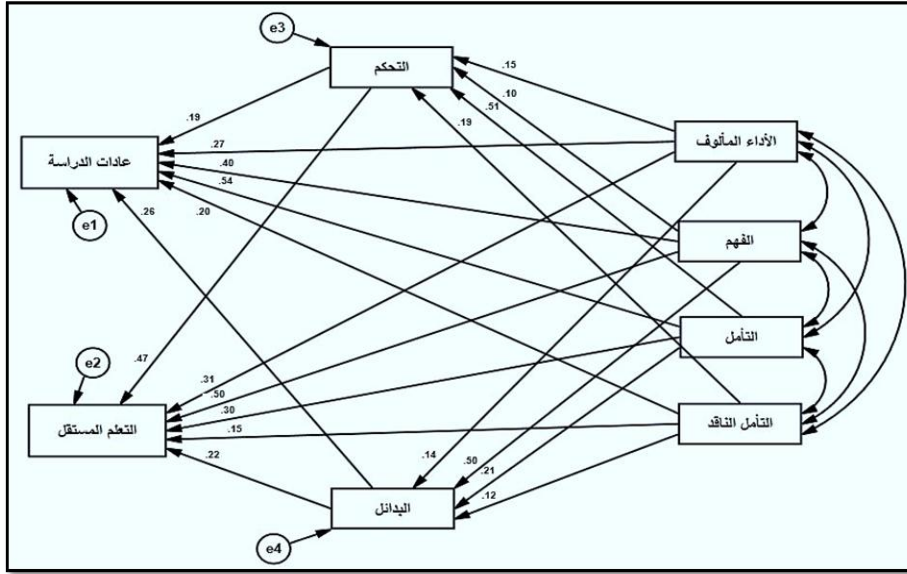 e3
التحكم
.15
.10
.51
.19
.19
الأداء المألوف
عادات الدراسة
.27
.40
.54
.20
.26
e1
الفهم
التأمل
e2
.47
.31
.50
.30
.15
.22
التعلم المستقل
التأمل الناقد
.14
.50
.21
.12
البدائل
e4